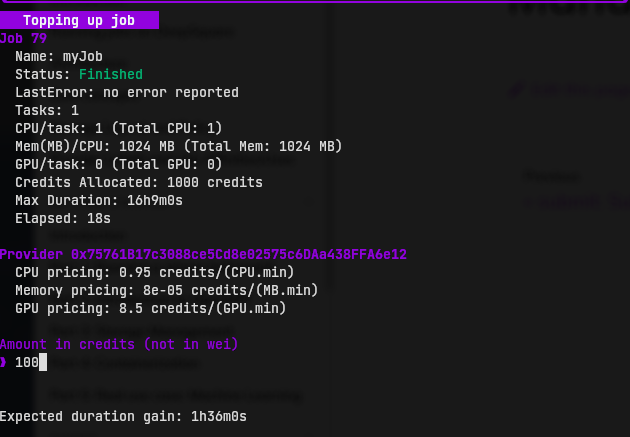 Topping up job
Job 79
Name: myJob
Status: Finished
LastError: no error reported
Tasks: 1
CPU/task: 1 (Total CPU: 1)
Mem(MB)/CPU: 1024 MB (Total Mem: 1024 MB)
GPU/task: 0 (Total GPU: 0)
Credits Allocated: 1000 credits
Max Duration: 16h9m0s
Elapsed: 18s
Provider 0x75761B17c3088ce5Cd8e02575c6DAa438FFA6e12
CPU pricing: 0.95 credits/(CPU.min)
Memory pricing: 8e-05 credits/(MB.min)
GPU pricing: 8.5 credits/(GPU.min)
Amount in credits (not in wei)
❱ 100
Expected duration gain: 1h36m0s